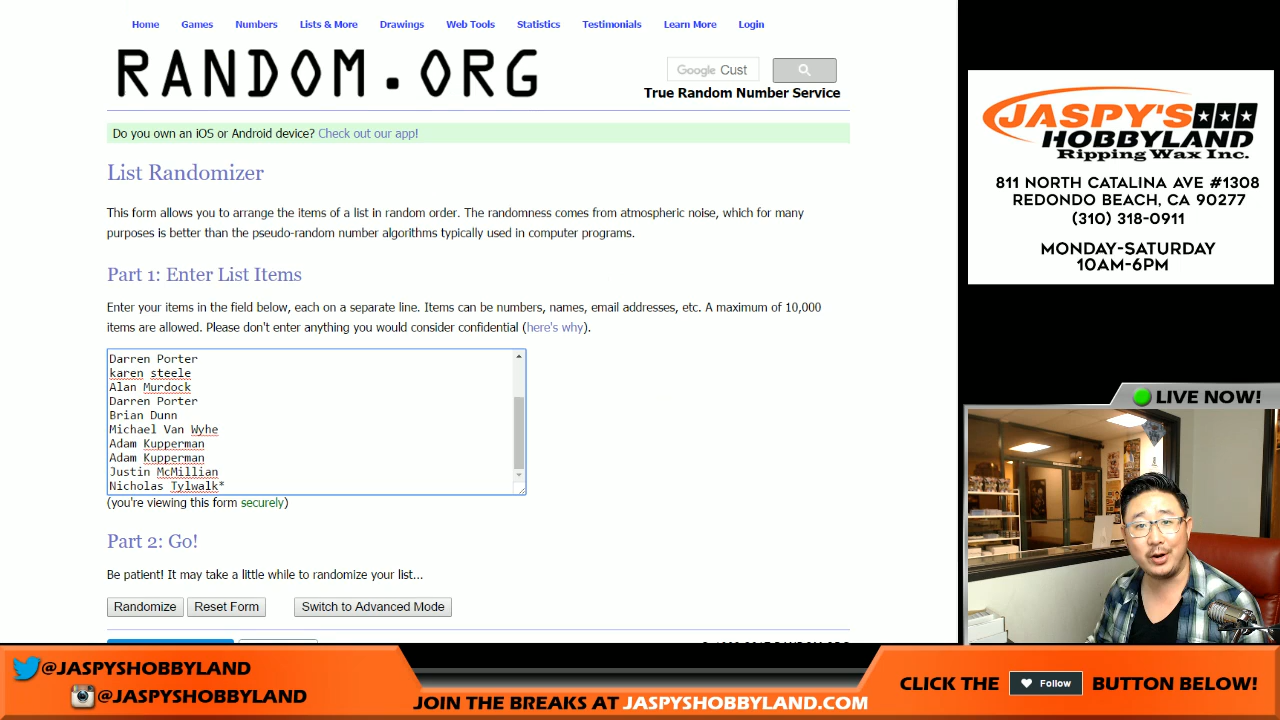 Home Games Numbers Lists & More Drawings Web Tools Statistics Testimonials Learn More Login
RANDOM.ORG
Google Cust
True Random Number Service
Do you own an iOS or Android device? Check out our app!
List Randomizer
This form allows you to arrange the items of a list in random order. The randomness comes from atmospheric noise, which for many
purposes is better than the pseudo-random number algorithms typically used in computer programs.
Part 1: Enter List Items
Enter your items in the field below, each on a separate line. Items can be numbers, names, email addresses, etc. A maximum of 10,000
items are allowed. Please don't enter anything you would consider confidential (here's why).
Darren Porter
karen steele
Alan Murdock
Darren Porter
Brian Dunn
Michael Van Wyhe
Adam Kupperman
Adam Kupperman
Justin McMillian
Nicholas Tylwalk*
(you're viewing this form securely)
Part 2: Go!
Be patient! It may take a little while to randomize your list...
Randomize Reset Form Switch to Advanced Mode
JASPY'S
HOBBYLAND
Ripping Wax Inc.
811 NORTH CATALINA AVE #1308
REDONDO BEACH, CA 90277
(310) 318-0911
MONDAY-SATURDAY
10AM-6PM
LIVE NOW!
@JASPYSHOBBYLAND
@JASPYSHOBBYLAND
JOIN THE BREAKS AT JASPYSHOBBYLAND.COM
CLICK THE Follow BUTTON BELOW!